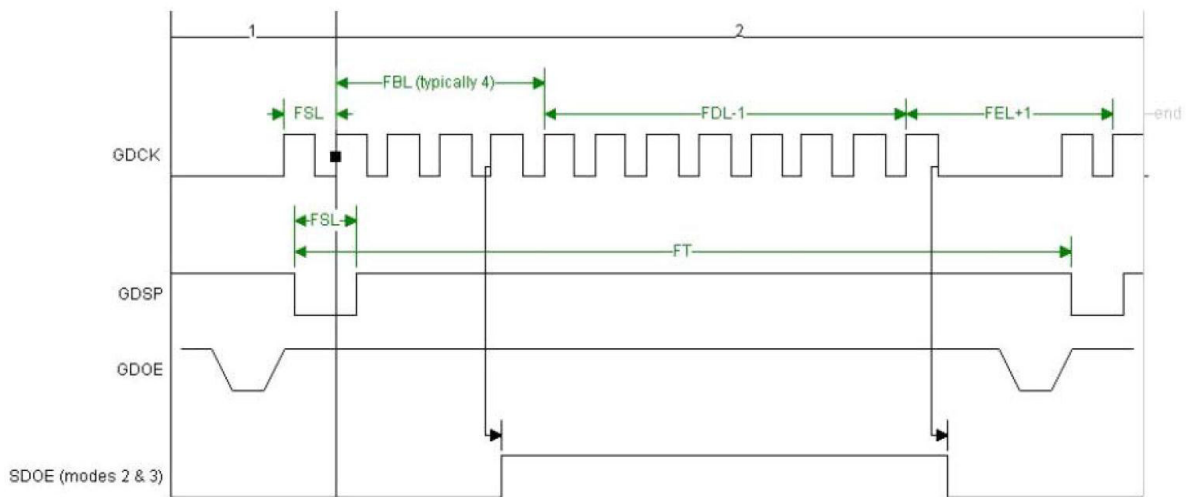 1 2
FBL (typically 4)
FSL FDL-1 FEL+1 end
GDCK
FSL
FT
GDSP
GDOE
SDOE (modes 2 & 3)